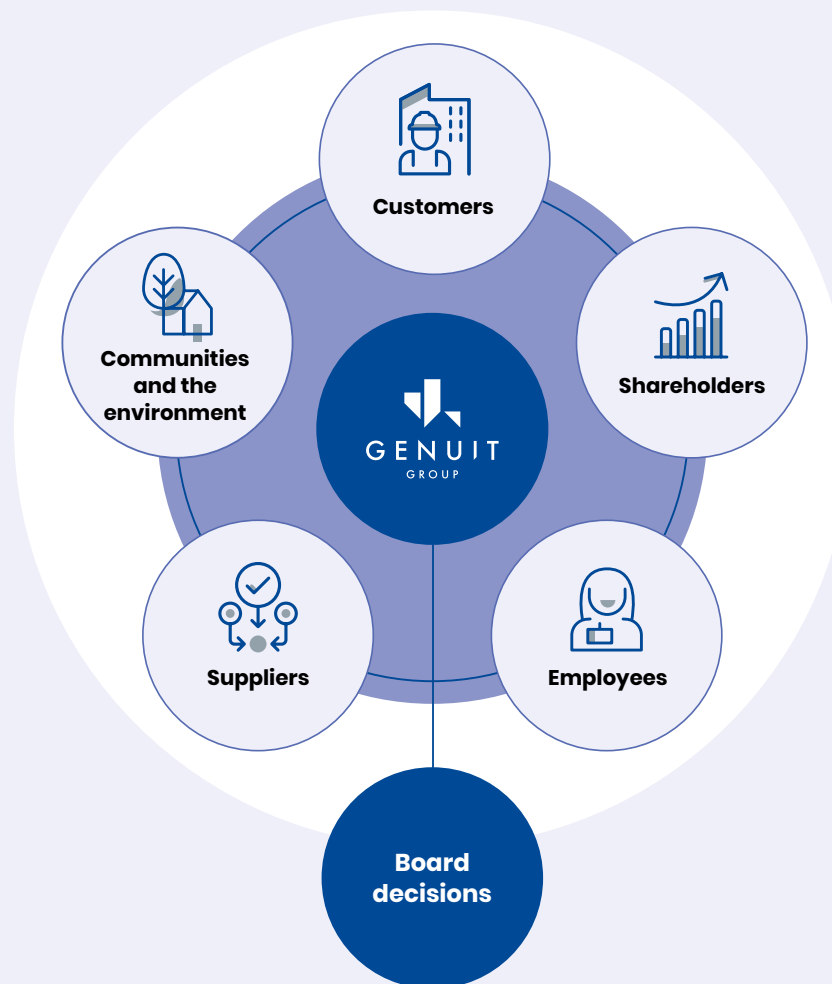 Customers
Communities
and the
environment
Shareholders
GENUIT
GROUP
Suppliers
Employees
Board
decisions